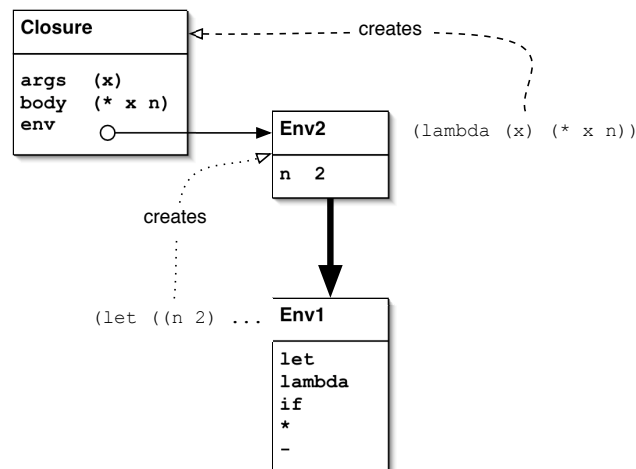 Closure
creates
args (x)
body (* x n)
env
Env2
(lambda (x) (* x n))
n 2
creates
(let ((n 2) ...
Env1
let
lambda
if
*
-